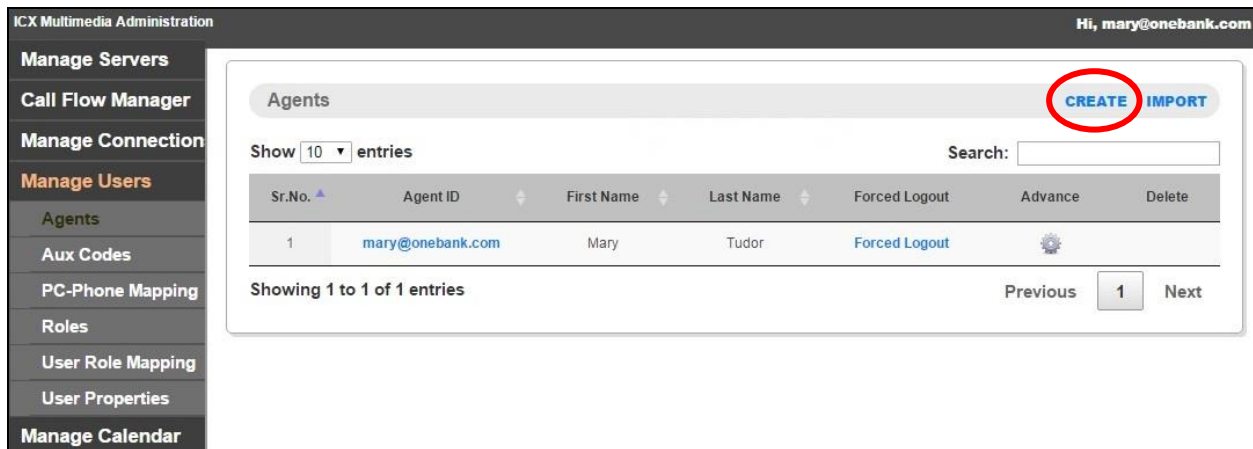 ICX Multimedia Administration
Hi, mary@onebank.com
Manage Servers
Call Flow Manager
Manage Connection
Manage Users
Agents
Aux Codes
PC-Phone Mapping
Roles
User Role Mapping
User Properties
Manage Calendar
Agents CREATE IMPORT
Show 10 entries Search:
Sr.No. Agent ID First Name Last Name Forced Logout Advance Delete
1 mary@onebank.com Mary Tudor Forced Logout
Showing 1 to 1 of 1 entries Previous 1 Next